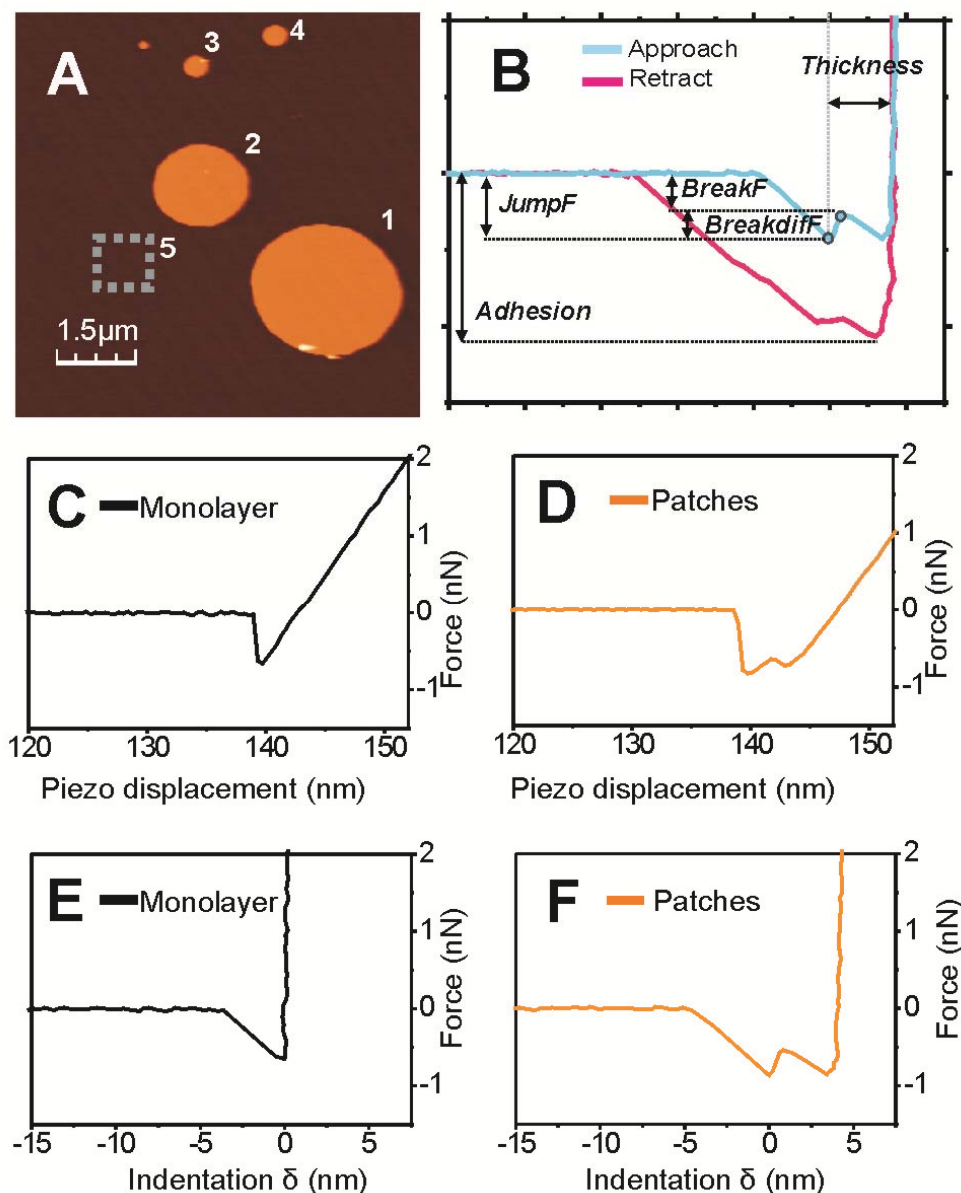 A
3
4
2
1
5
1.5µm
B
Approach
Retract
Thickness
JumpF
BreakF
BreakdifF
Adhesion
C
Monolayer
2
1
0
-1
Force (nN)
120 130 140 150
Piezo displacement (nm)
D
Patches
2
1
0
-1
Force (nN)
120 130 140 150
Piezo displacement (nm)
E
Monolayer
2
1
0
-1
Force (nN)
-15 -10 -5 0 5
Indentation δ (nm)
F
Patches
2
1
0
-1
Force (nN)
-15 -10 -5 0 5
Indentation δ (nm)